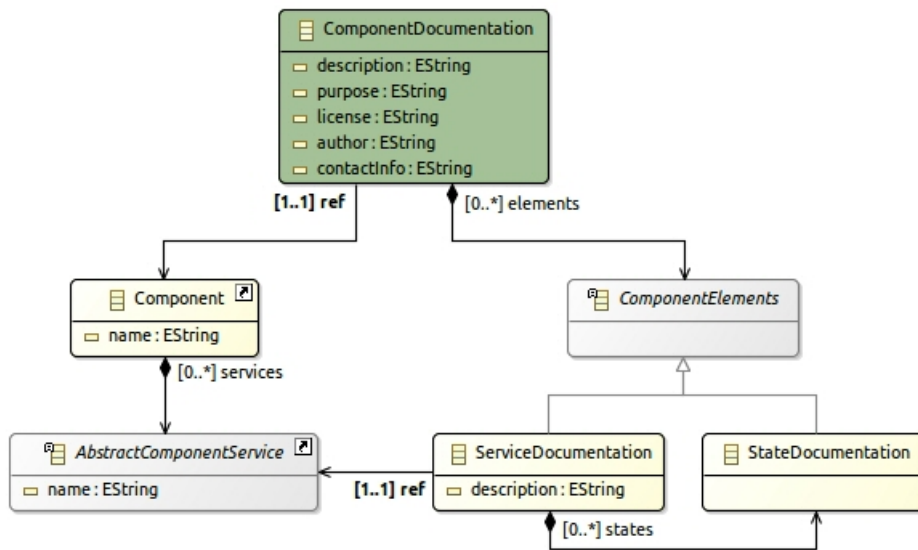 ComponentDocumentation
description : EString
purpose : EString
license : EString
author : EString
contactInfo : EString
[1..1] ref
[0..*] elements
Component
name : EString
ComponentElements
[0..*] services
AbstractComponentService
name : EString
ServiceDocumentation
description : EString
StateDocumentation
[1..1] ref
[0..*] states